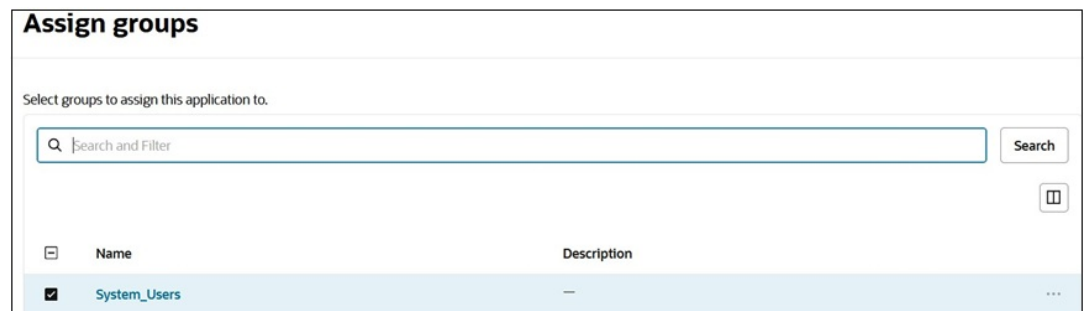 Assign groups
Select groups to assign this application to.
Search and Filter
Search
Name Description
System_Users — ...